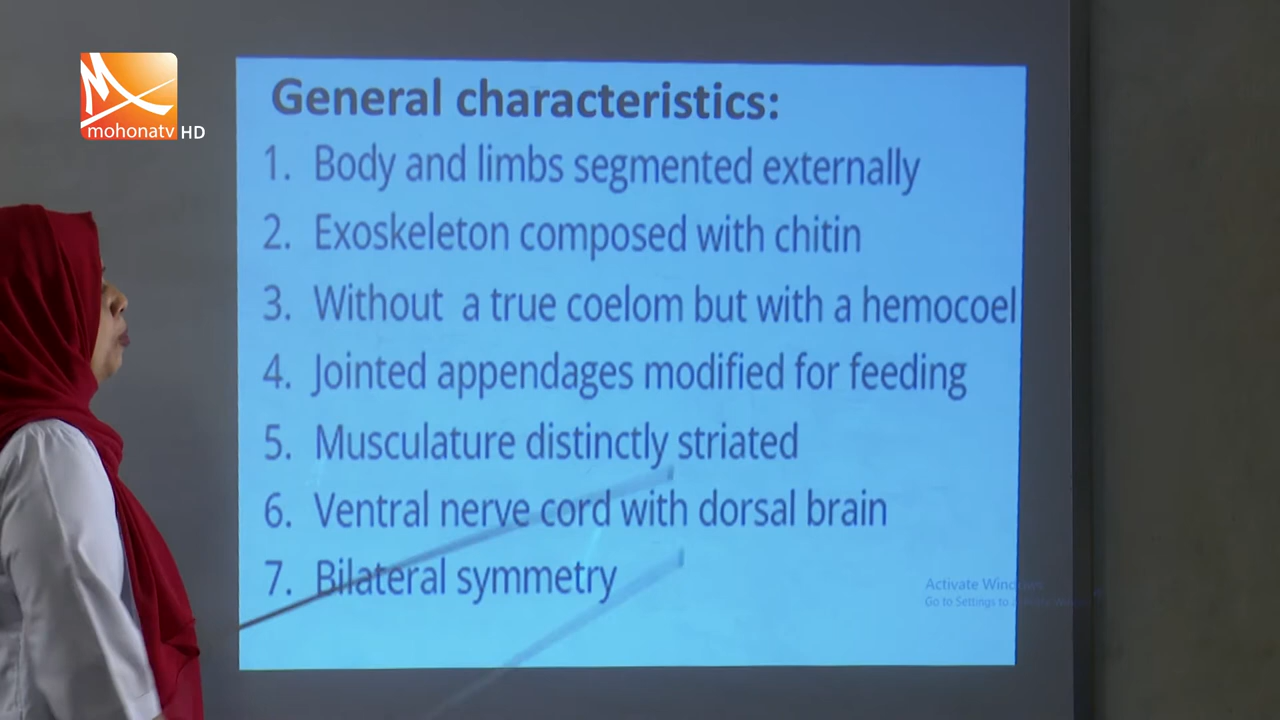 mohonatv HD
General characteristics:
1. Body and limbs segmented externally
2. Exoskeleton composed with chitin
3. Without a true coelom but with a hemocoel
4. Jointed appendages modified for feeding
5. Musculature distinctly striated
6. Ventral nerve cord with dorsal brain
7. Bilateral symmetry
Activate Windows
Go to Settings to